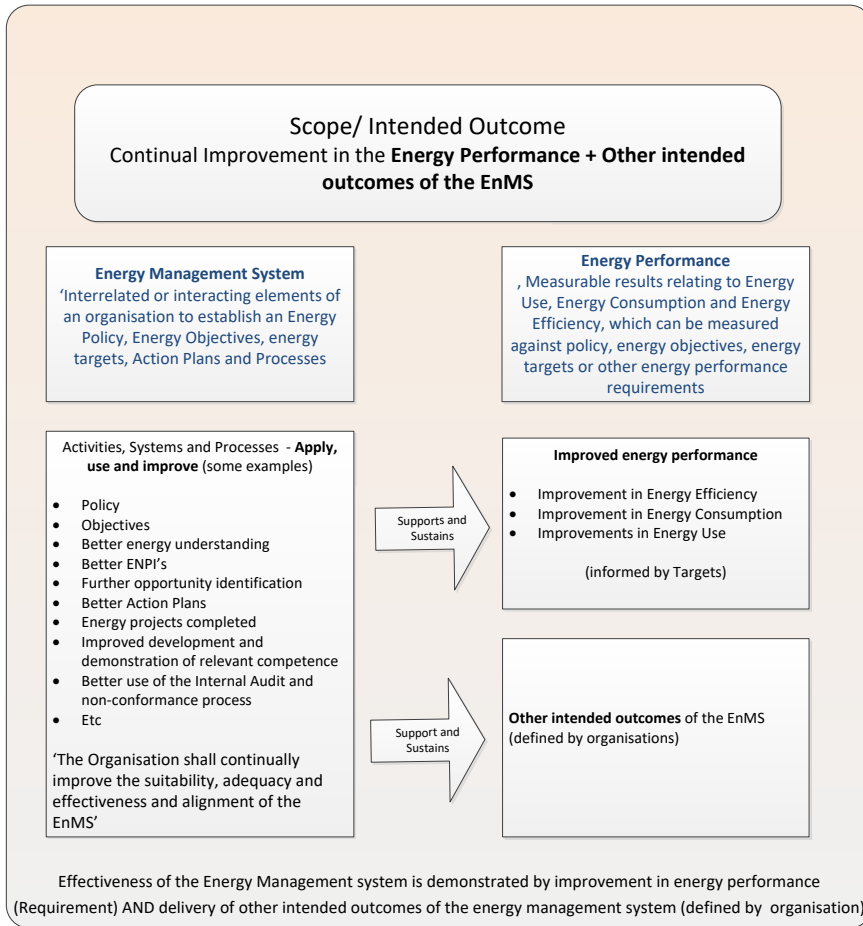 Scope/ Intended Outcome
Continual Improvement in the Energy Performance + Other intended
outcomes of the EnMS
Energy Management System
‘Interrelated or interacting elements of
an organisation to establish an Energy
Policy, Energy Objectives, energy
targets, Action Plans and Processes
Energy Performance
, Measurable results relating to Energy
Use, Energy Consumption and Energy
Efficiency, which can be measured
against policy, energy objectives, energy
targets or other energy performance
requirements
Activities, Systems and Processes - Apply,
use and improve (some examples)
• Policy
• Objectives
• Better energy understanding
• Better ENPI's
• Further opportunity identification
• Better Action Plans
• Energy projects completed
• Improved development and
demonstration of relevant competence
• Better use of the Internal Audit and
non-conformance process
• Etc
‘The Organisation shall continually
improve the suitability, adequacy and
effectiveness and alignment of the
EnMS’
Supports and
Sustains
Improved energy performance
• Improvement in Energy Efficiency
• Improvement in Energy Consumption
• Improvements in Energy Use
(informed by Targets)
Support and
Sustains
Other intended outcomes of the EnMS
(defined by organisations)
Effectiveness of the Energy Management system is demonstrated by improvement in energy performance
(Requirement) AND delivery of other intended outcomes of the energy management system (defined by organisation)